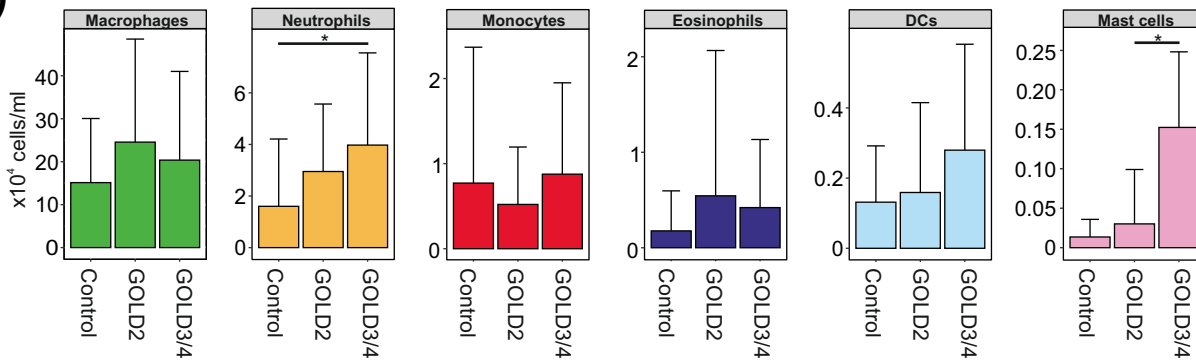 Macrophages
Neutrophils
Monocytes
Eosinophils
DCs
Mast cells
x10⁴ cells/ml
40
30
20
10
0
*
6
4
2
0
2
1
0
2
1
0
0.4
0.2
0
*
0.25
0.20
0.15
0.10
0.05
0
Control
GOLD2
GOLD3/4
Control
GOLD2
GOLD3/4
Control
GOLD2
GOLD3/4
Control
GOLD2
GOLD3/4
Control
GOLD2
GOLD3/4
Control
GOLD2
GOLD3/4